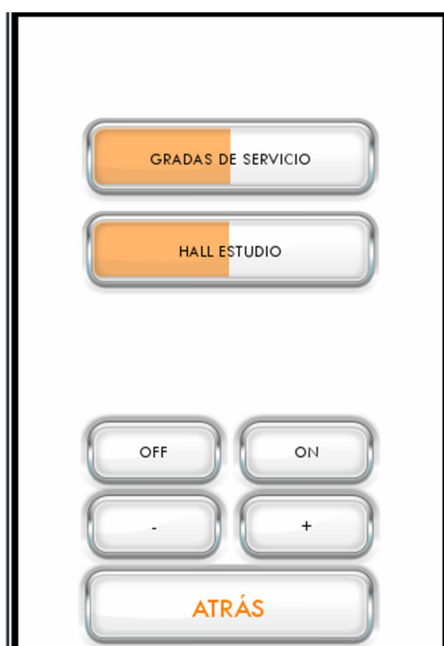 GRADAS DE SERVICIO
HALL ESTUDIO
OFF ON
- +
ATRÁS